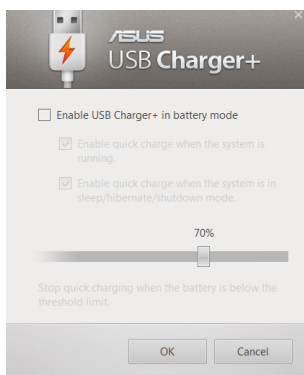 ASUS
USB Charger+
Enable USB Charger+ in battery mode
Enable quick charge when the system is
running.
Enable quick charge when the system is in
sleep/hibernate/shutdown mode.
70%
Stop quick charging when the battery is below the
threshold limit.
OK
Cancel